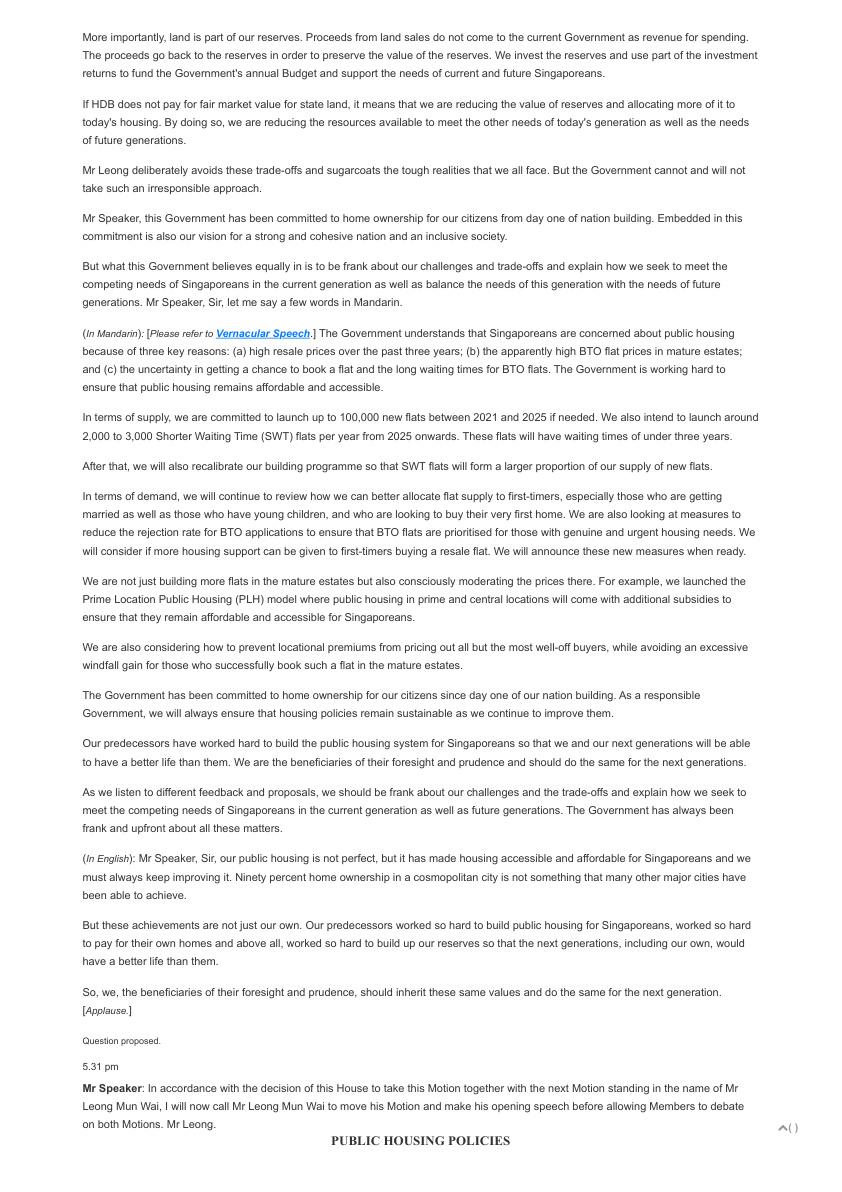 More importantly, land is part of our reserves. Proceeds from land sales do not come to the current Government as revenue for spending.
The proceeds go back to the reserves in order to preserve the value of the reserves. We invest the reserves and use part of the investment
returns to fund the Government's annual Budget and support the needs of current and future Singaporeans.
If HDB does not pay for fair market value for state land, it means that we are reducing the value of reserves and allocating more of it to
today's housing. By doing so, we are reducing the resources available to meet the other needs of today's generation as well as the needs
of future generations.
Mr Leong deliberately avoids these trade-offs and sugarcoats the tough realities that we all face. But the Government cannot and will not
take such an irresponsible approach.
Mr Speaker, this Government has been committed to home ownership for our citizens from day one of nation building. Embedded in this
commitment is also our vision for a strong and cohesive nation and an inclusive society.
But what this Government believes equally in is to be frank about our challenges and trade-offs and explain how we seek to meet the
competing needs of Singaporeans in the current generation as well as balance the needs of this generation with the needs of future
generations. Mr Speaker, Sir, let me say a few words in Mandarin.
(In Mandarin): [Please refer to Vernacular Speech.] The Government understands that Singaporeans are concerned about public housing
because of three key reasons: (a) high resale prices over the past three years; (b) the apparently high BTO flat prices in mature estates;
and (c) the uncertainty in getting a chance to book a flat and the long waiting times for BTO flats. The Government is working hard to
ensure that public housing remains affordable and accessible.
In terms of supply, we are committed to launch up to 100,000 new flats between 2021 and 2025 if needed. We also intend to launch around
2,000 to 3,000 Shorter Waiting Time (SWT) flats per year from 2025 onwards. These flats will have waiting times of under three years.
After that, we will also recalibrate our building programme so that SWT flats will form a larger proportion of our supply of new flats.
In terms of demand, we will continue to review how we can better allocate flat supply to first-timers, especially those who are getting
married as well as those who have young children, and who are looking to buy their very first home. We are also looking at measures to
reduce the rejection rate for BTO applications to ensure that BTO flats are prioritised for those with genuine and urgent housing needs. We
will consider if more housing support can be given to first-timers buying a resale flat. We will announce these new measures when ready.
We are not just building more flats in the mature estates but also consciously moderating the prices there. For example, we launched the
Prime Location Public Housing (PLH) model where public housing in prime and central locations will come with additional subsidies to
ensure that they remain affordable and accessible for Singaporeans.
We are also considering how to prevent locational premiums from pricing out all but the most well-off buyers, while avoiding an excessive
windfall gain for those who successfully book such a flat in the mature estates.
The Government has been committed to home ownership for our citizens since day one of our nation building. As a responsible
Government, we will always ensure that housing policies remain sustainable as we continue to improve them.
Our predecessors have worked hard to build the public housing system for Singaporeans so that we and our next generations will be able
to have a better life than them. We are the beneficiaries of their foresight and prudence and should do the same for the next generations.
As we listen to different feedback and proposals, we should be frank about our challenges and the trade-offs and explain how we seek to
meet the competing needs of Singaporeans in the current generation as well as future generations. The Government has always been
frank and upfront about all these matters.
(In English): Mr Speaker, Sir, our public housing is not perfect, but it has made housing accessible and affordable for Singaporeans and we
must always keep improving it. Ninety percent home ownership in a cosmopolitan city is not something that many other major cities have
been able to achieve.
But these achievements are not just our own. Our predecessors worked so hard to build public housing for Singaporeans, worked so hard
to pay for their own homes and above all, worked so hard to build up our reserves so that the next generations, including our own, would
have a better life than them.
So, we, the beneficiaries of their foresight and prudence, should inherit these same values and do the same for the next generation.
[Applause.]
Question proposed.
5.31 pm
Mr Speaker: In accordance with the decision of this House to take this Motion together with the next Motion standing in the name of Mr
Leong Mun Wai, I will now call Mr Leong Mun Wai to move his Motion and make his opening speech before allowing Members to debate
on both Motions. Mr Leong.
( )
PUBLIC HOUSING POLICIES